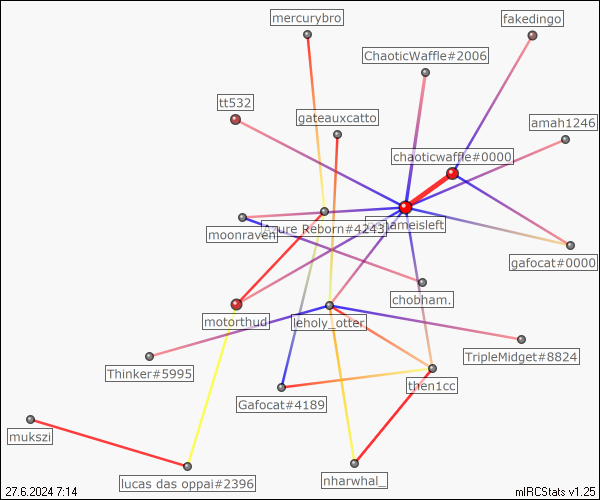 mercurybro
fakedingo
ChaoticWaffle#2006
tt532
gateauxcatto
amah1246
chaoticwaffle#0000
moonraven
Azure Reborn#4243
nameisleft
gafocat#0000
chobham.
motorthud
leholy_otter
Thinker#5995
TripleMidget#8824
then1cc
Gafocat#4189
mukszi
lucas das oppai#2396
nharwhal_
27.6.2024 7:14
mIRCStats v1.25